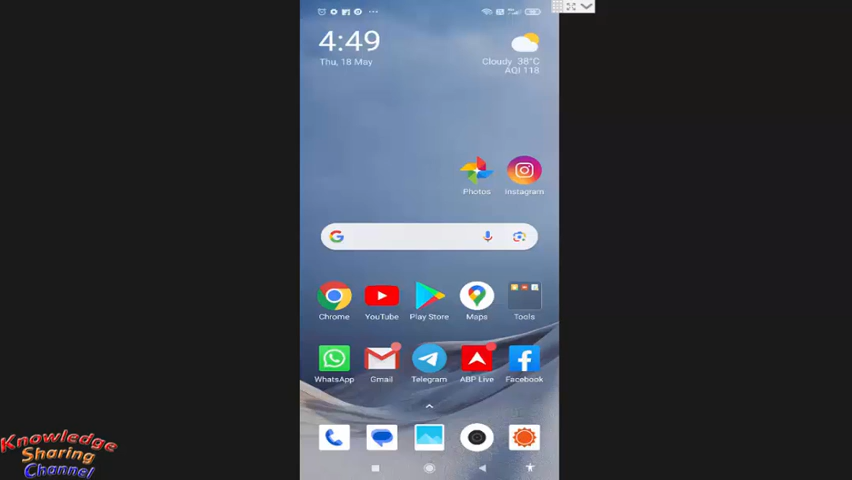 4:49
Thu, 18 May
Cloudy 38°C
AQI 118
Photos
Instagram
G
Chrome
YouTube
Play Store
Maps
Tools
WhatsApp
Gmail
Telegram
ABP Live
Facebook
Knowledge
Sharing
Channel